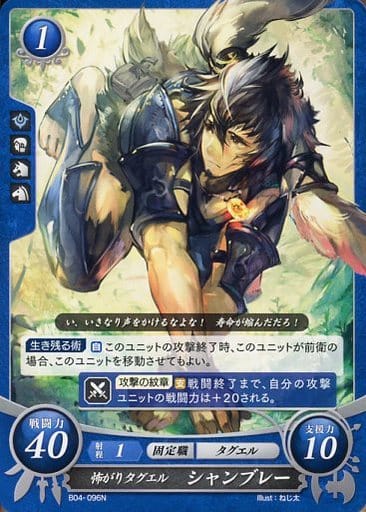 1
い、いきなり声をかけるなよな！ 寿命が縮んだだろ！
生き残る術 自 このユニットの攻撃終了時、このユニットが前衛の
場合、このユニットを移動させてもよい。
攻撃の紋章 支 戦闘終了まで、自分の攻撃
ユニットの戦闘力は+20される。
戦闘力
40
射程 1
固定職
タグエル
支援力
10
怖がりタグエル シャンブレー
B04-096N
Illust：ねじ太